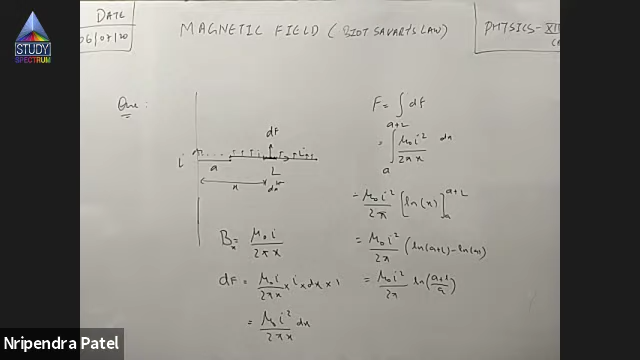 STUDY
SPECTRUM
DATE
06/07/20
MAGNETIC FIELD (BIOT SAVART'S LAW)
PHYSICS-XII
Que:
dF
i
a
L
x
dx
B = μ₀i / 2πx
dF = μ₀i / 2πx × i × dx × 1
= μ₀i² / 2πx dx
F = ∫ dF
= ∫ₐᵃ⁺ᴸ μ₀i² / 2πx dx
= μ₀i² / 2π [ln(x)]ₐᵃ⁺ᴸ
= μ₀i² / 2π (ln(a+L) - ln(a))
= μ₀i² / 2π ln(a+L / a)
Nripendra Patel